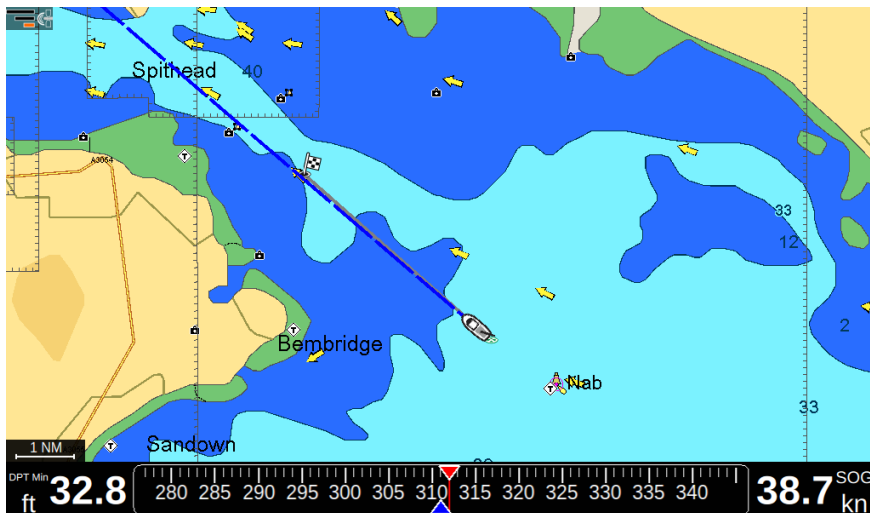 Spithead
40
A3054
33
12
Bembridge
2
Nab
33
Sandown
1 NM
DPT Min
ft
32.8
280 285 290 295 300 305 310 315 320 325 330 335 340
38.7
SOG
kn
T
T
T
T